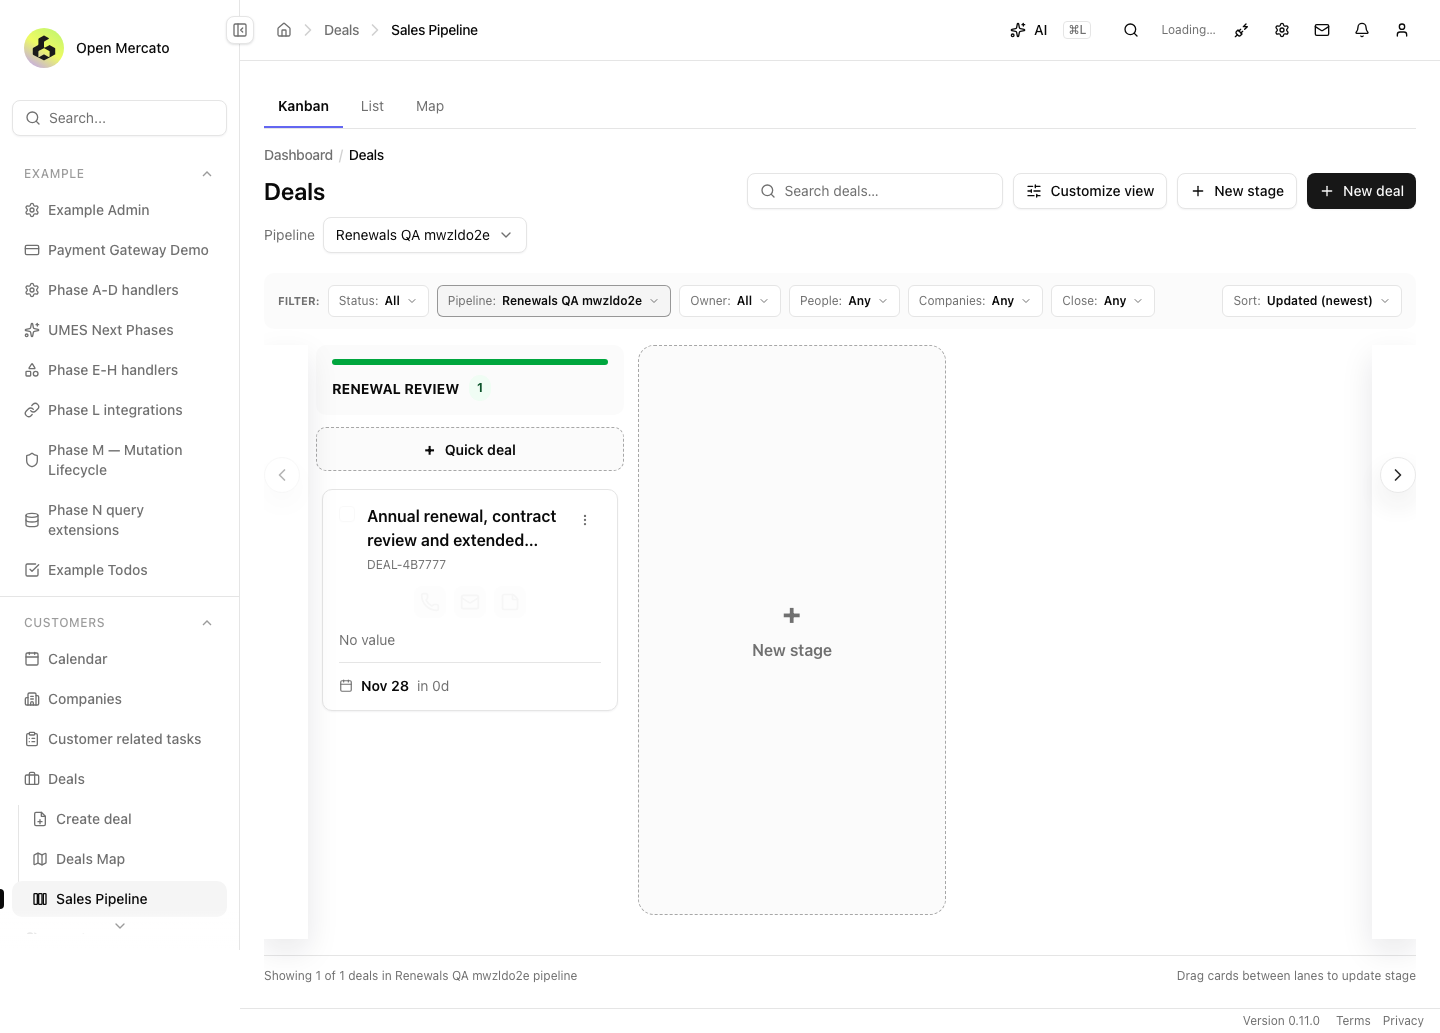 Open Mercato
Search...
EXAMPLE
Example Admin
Payment Gateway Demo
Phase A-D handlers
UMES Next Phases
Phase E-H handlers
Phase L integrations
Phase M — Mutation
Lifecycle
Phase N query
extensions
Example Todos
CUSTOMERS
Calendar
Companies
Customer related tasks
Deals
Create deal
Deals Map
Sales Pipeline
Deals
Sales Pipeline
AI
⌘L
Loading...
Kanban List Map
Dashboard / Deals
Deals
Search deals...
Customize view
New stage
New deal
Pipeline Renewals QA mwzldo2e
FILTER: Status: All Pipeline: Renewals QA mwzldo2e Owner: All People: Any Companies: Any Close: Any Sort: Updated (newest)
RENEWAL REVIEW 1
Quick deal
Annual renewal, contract
review and extended...
DEAL-4B7777
No value
Nov 28 in 0d
New stage
Showing 1 of 1 deals in Renewals QA mwzldo2e pipeline
Drag cards between lanes to update stage
Version 0.11.0 Terms Privacy